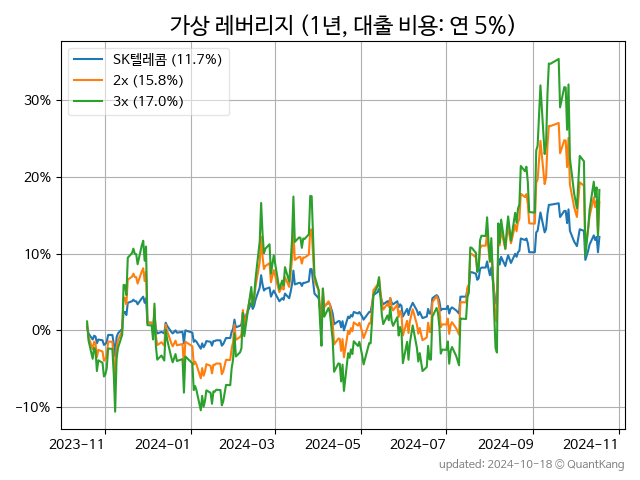 가상 레버리지 (1년, 대출 비용: 연 5%)
SK텔레콤 (11.7%)
2x (15.8%)
3x (17.0%)
30%
20%
10%
0%
−10%
2023-11 2024-01 2024-03 2024-05 2024-07 2024-09 2024-11
updated: 2024-10-18 © QuantKang